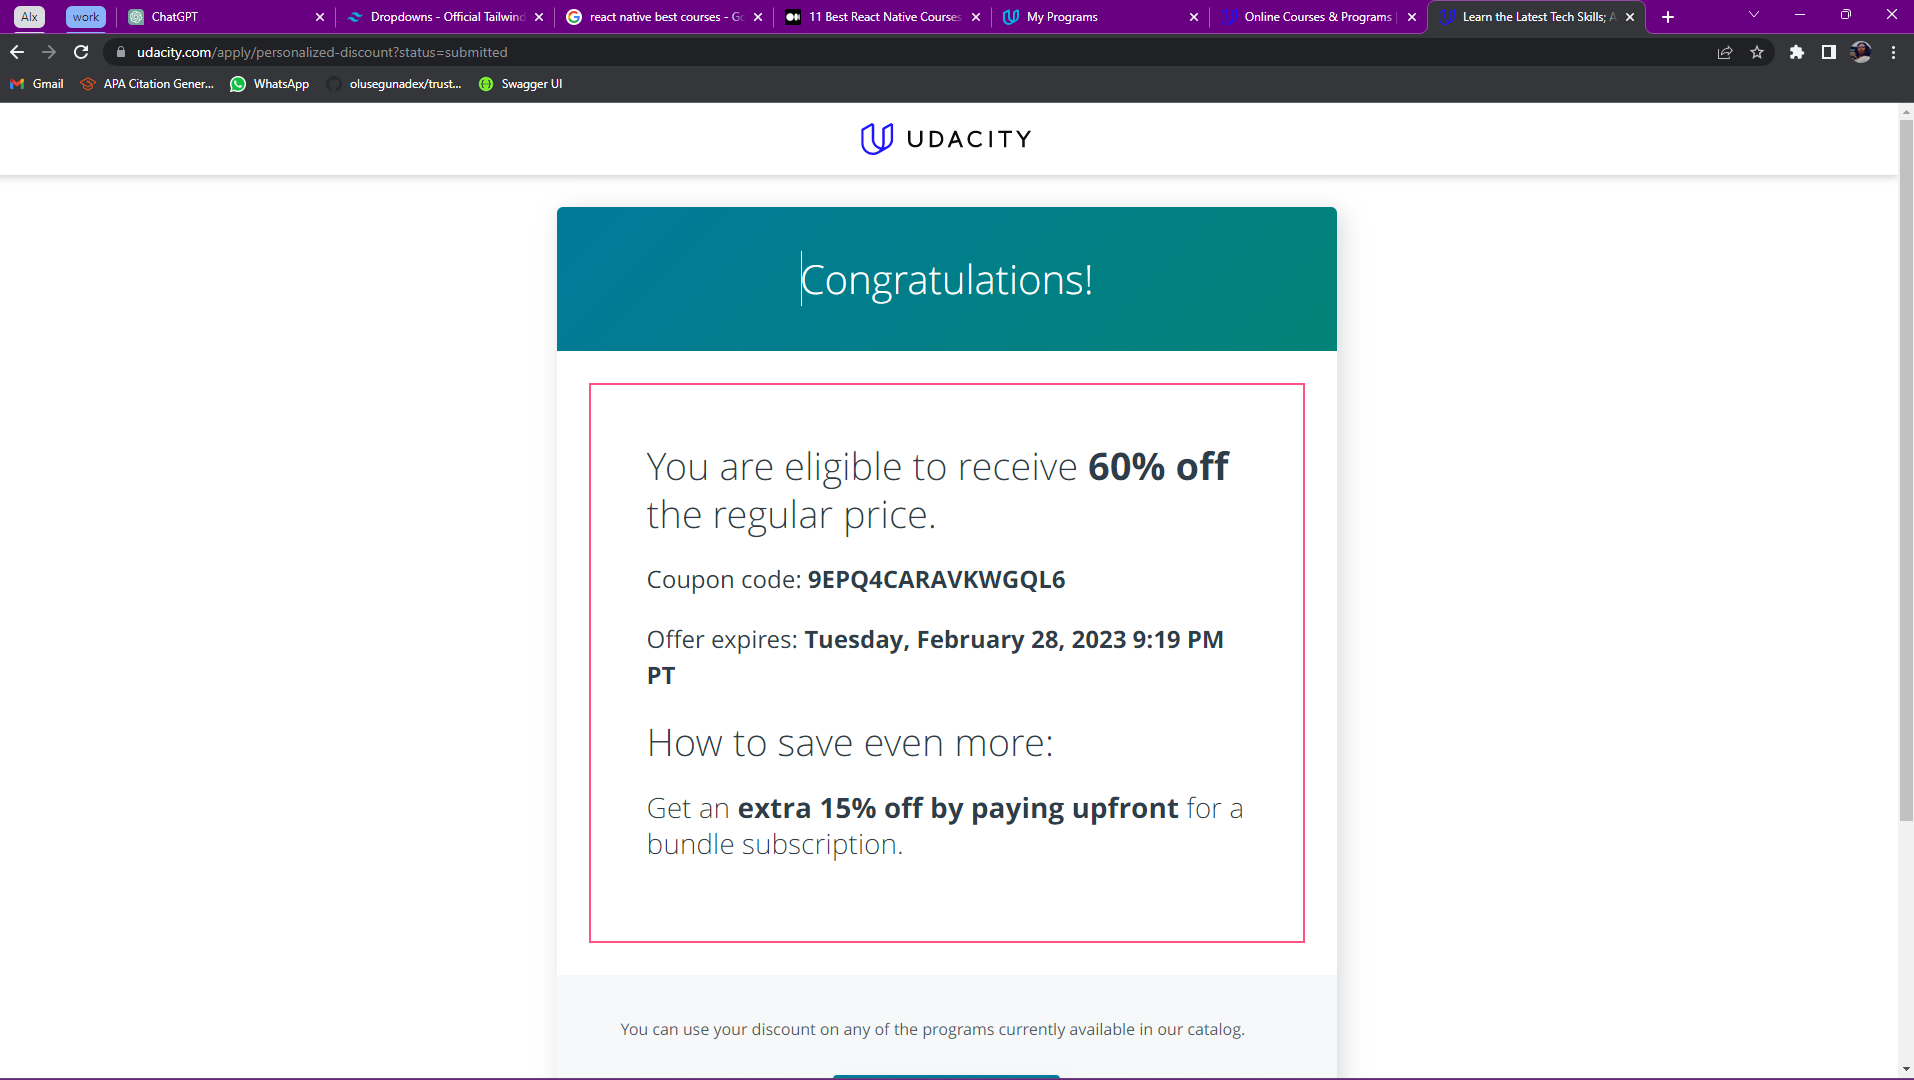 Alx
work
ChatGPT
Dropdowns - Official Tailwind
react native best courses - Go
11 Best React Native Courses
My Programs
Online Courses & Programs |
Learn the Latest Tech Skills; A
udacity.com/apply/personalized-discount?status=submitted
Gmail
APA Citation Gener...
WhatsApp
olusegunadex/trust...
Swagger UI
UDACITY
Congratulations!
You are eligible to receive 60% off
the regular price.
Coupon code: 9EPQ4CARAVKWGQL6
Offer expires: Tuesday, February 28, 2023 9:19 PM
PT
How to save even more:
Get an extra 15% off by paying upfront for a
bundle subscription.
You can use your discount on any of the programs currently available in our catalog.